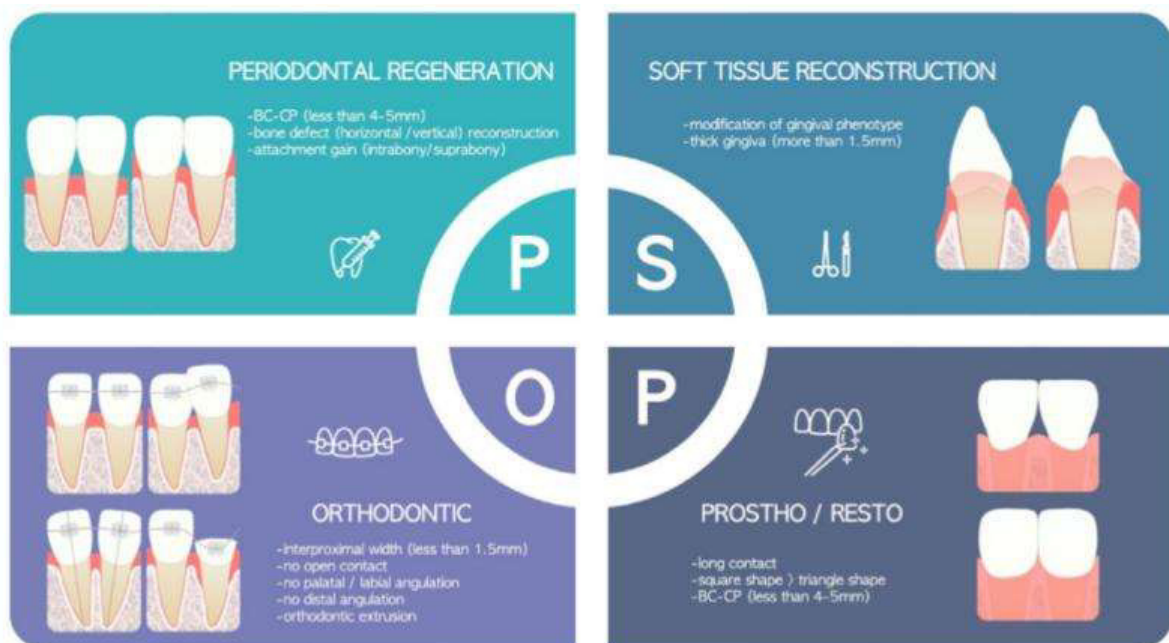 PERIODONTAL REGENERATION
-BC-CP (less than 4-5mm)
-bone defect (horizontal /vertical) reconstruction
-attachment gain (intrabony/suprabony)
P
SOFT TISSUE RECONSTRUCTION
-modification of gingival phenotype
-thick gingiva (more than 1.5mm)
S
O
ORTHODONTIC
-interproximal width (less than 1.5mm)
-no open contact
-no palatal / labial angulation
-no distal angulation
-orthodontic extrusion
P
PROSTHO / RESTO
-long contact
-square shape > triangle shape
-BC-CP (less than 4-5mm)